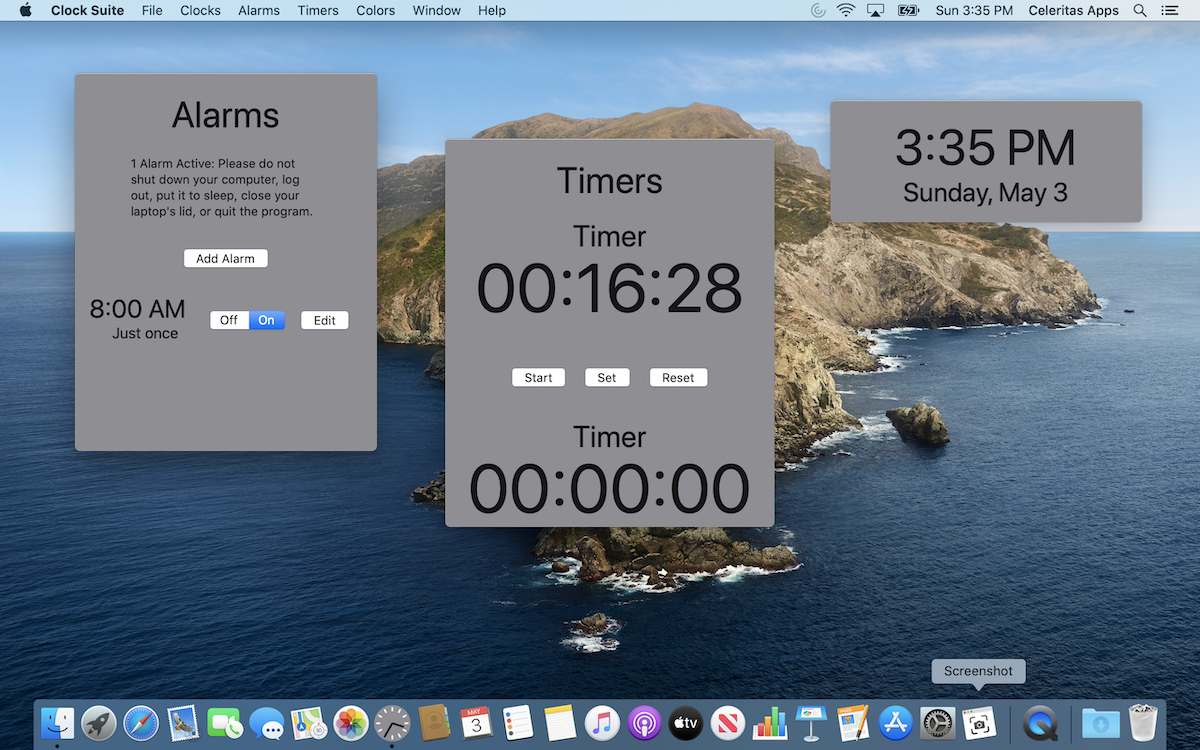 Clock Suite File Clocks Alarms Timers Colors Window Help Sun 3:35 PM Celeritas Apps
Alarms
1 Alarm Active: Please do not
shut down your computer, log
out, put it to sleep, close your
laptop's lid, or quit the program.
Add Alarm
8:00 AM
Just once
Off On Edit
Timers
Timer
00:16:28
Start Set Reset
Timer
00:00:00
3:35 PM
Sunday, May 3
Screenshot
MAY
3
tv